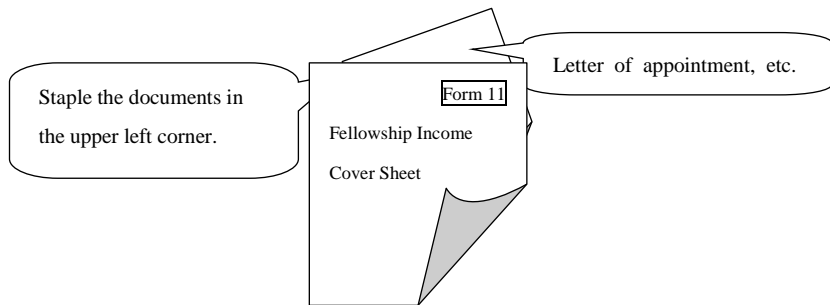 Letter of appointment, etc.
Staple the documents in
the upper left corner.
Form 11
Fellowship Income
Cover Sheet